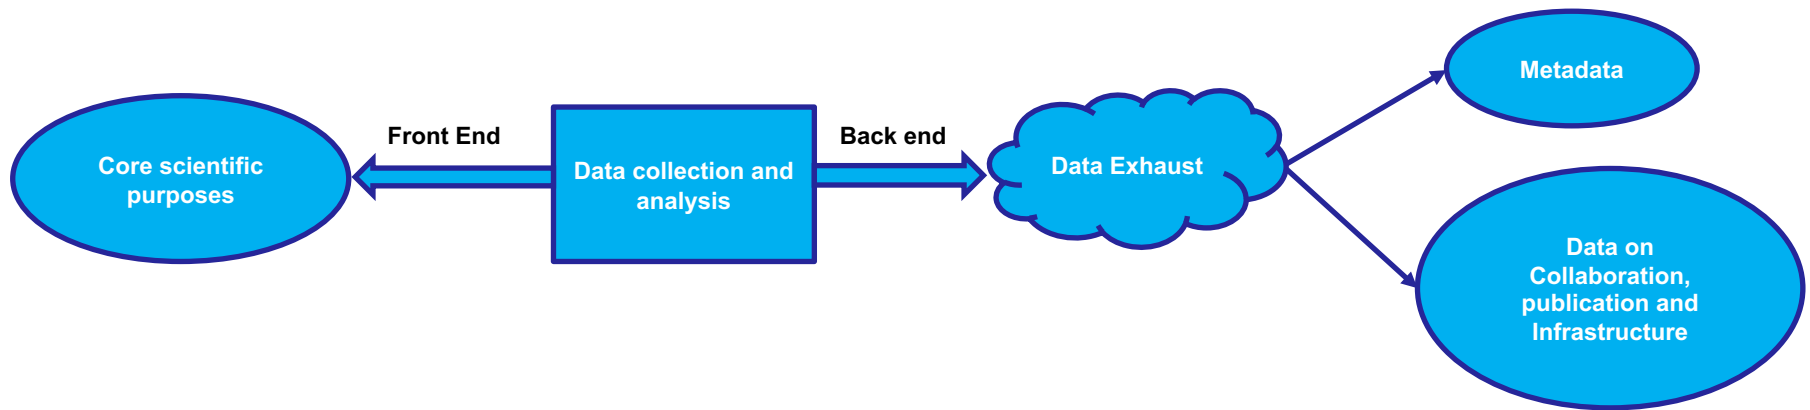 Core scientific
purposes
Front End
Data collection and
analysis
Back end
Data Exhaust
Metadata
Data on
Collaboration,
publication and
Infrastructure